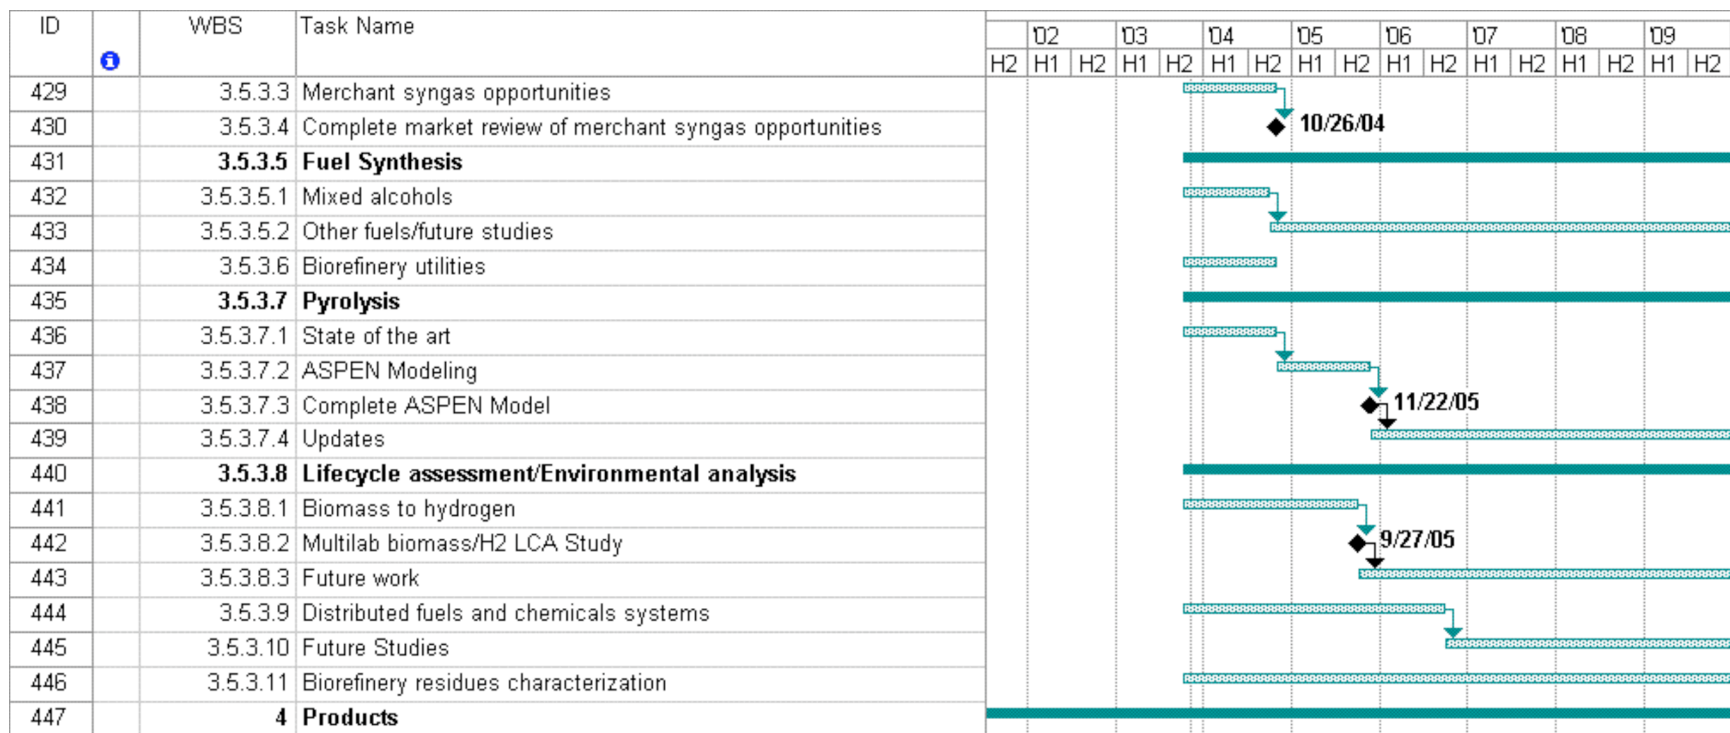 ID WBS Task Name
'02 '03 '04 '05 '06 '07 '08 '09
H2 H1 H2 H1 H2 H1 H2 H1 H2 H1 H2 H1 H2 H1 H2 H1 H2
429 3.5.3.3 Merchant syngas opportunities
430 3.5.3.4 Complete market review of merchant syngas opportunities 10/26/04
431 3.5.3.5 Fuel Synthesis
432 3.5.3.5.1 Mixed alcohols
433 3.5.3.5.2 Other fuels/future studies
434 3.5.3.6 Biorefinery utilities
435 3.5.3.7 Pyrolysis
436 3.5.3.7.1 State of the art
437 3.5.3.7.2 ASPEN Modeling
438 3.5.3.7.3 Complete ASPEN Model 11/22/05
439 3.5.3.7.4 Updates
440 3.5.3.8 Lifecycle assessment/Environmental analysis
441 3.5.3.8.1 Biomass to hydrogen
442 3.5.3.8.2 Multilab biomass/H2 LCA Study 9/27/05
443 3.5.3.8.3 Future work
444 3.5.3.9 Distributed fuels and chemicals systems
445 3.5.3.10 Future Studies
446 3.5.3.11 Biorefinery residues characterization
447 4 Products